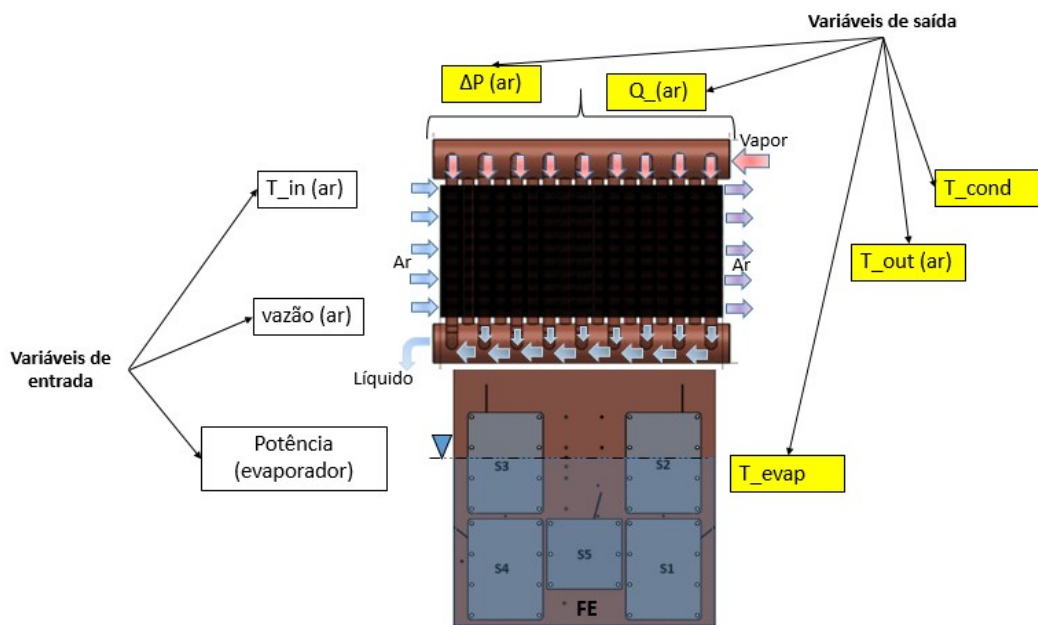 Variáveis de saída
ΔP (ar)
Q_(ar)
Vapor
T_in (ar)
T_cond
Ar
Ar
T_out (ar)
vazão (ar)
Variáveis de
entrada
Líquido
Potência
(evaporador)
S3
S2
T_evap
S4
S5
S1
FE